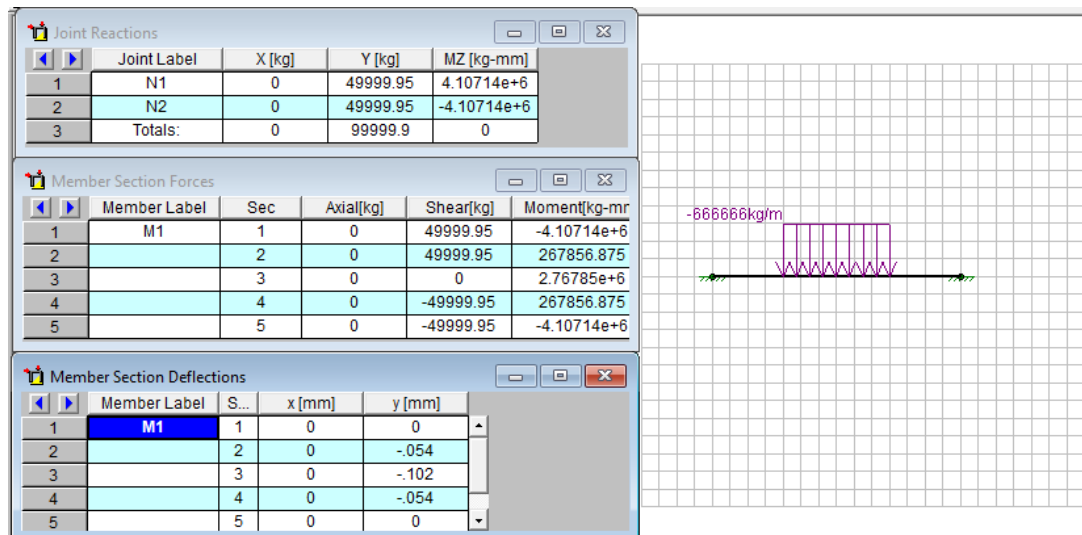 Joint Reactions
Joint Label X [kg] Y [kg] MZ [kg-mm]
1 N1 0 49999.95 4.10714e+6
2 N2 0 49999.95 -4.10714e+6
3 Totals: 0 99999.9 0
Member Section Forces
Member Label Sec Axial[kg] Shear[kg] Moment[kg-mr
1 M1 1 0 49999.95 -4.10714e+6
2 2 0 49999.95 267856.875
3 3 0 0 2.76785e+6
4 4 0 -49999.95 267856.875
5 5 0 -49999.95 -4.10714e+6
Member Section Deflections
Member Label S... x [mm] y [mm]
1 M1 1 0 0
2 2 0 -.054
3 3 0 -.102
4 4 0 -.054
5 5 0 0
-666666kg/m